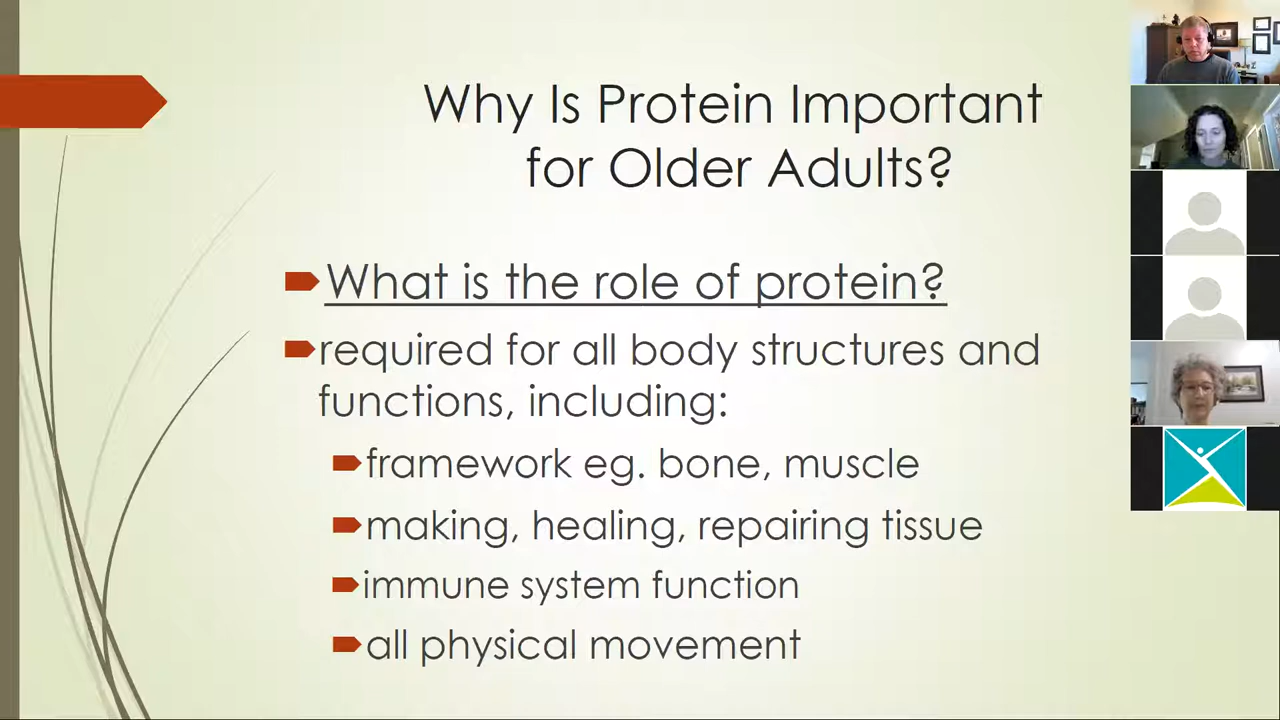 Why Is Protein Important
for Older Adults?
What is the role of protein?
required for all body structures and
functions, including:
framework eg. bone, muscle
making, healing, repairing tissue
immune system function
all physical movement